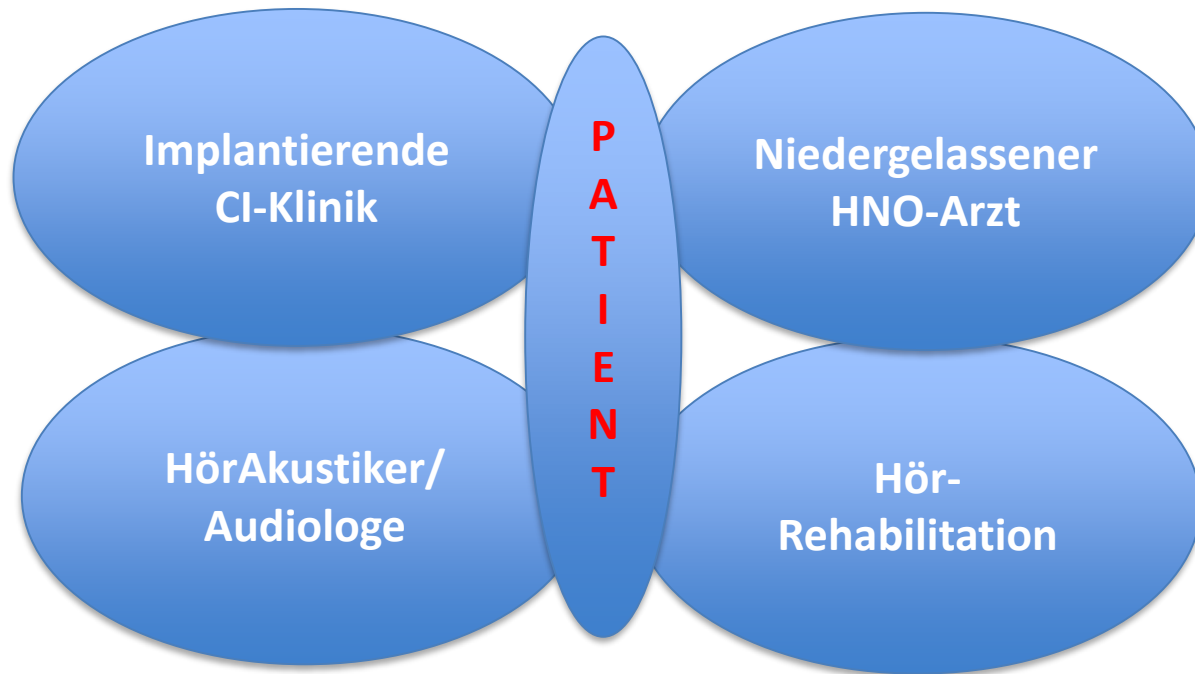 Implantierende
CI-Klinik
P
A
T
I
E
N
T
Niedergelassener
HNO-Arzt
HörAkustiker/
Audiologe
Hör-
Rehabilitation